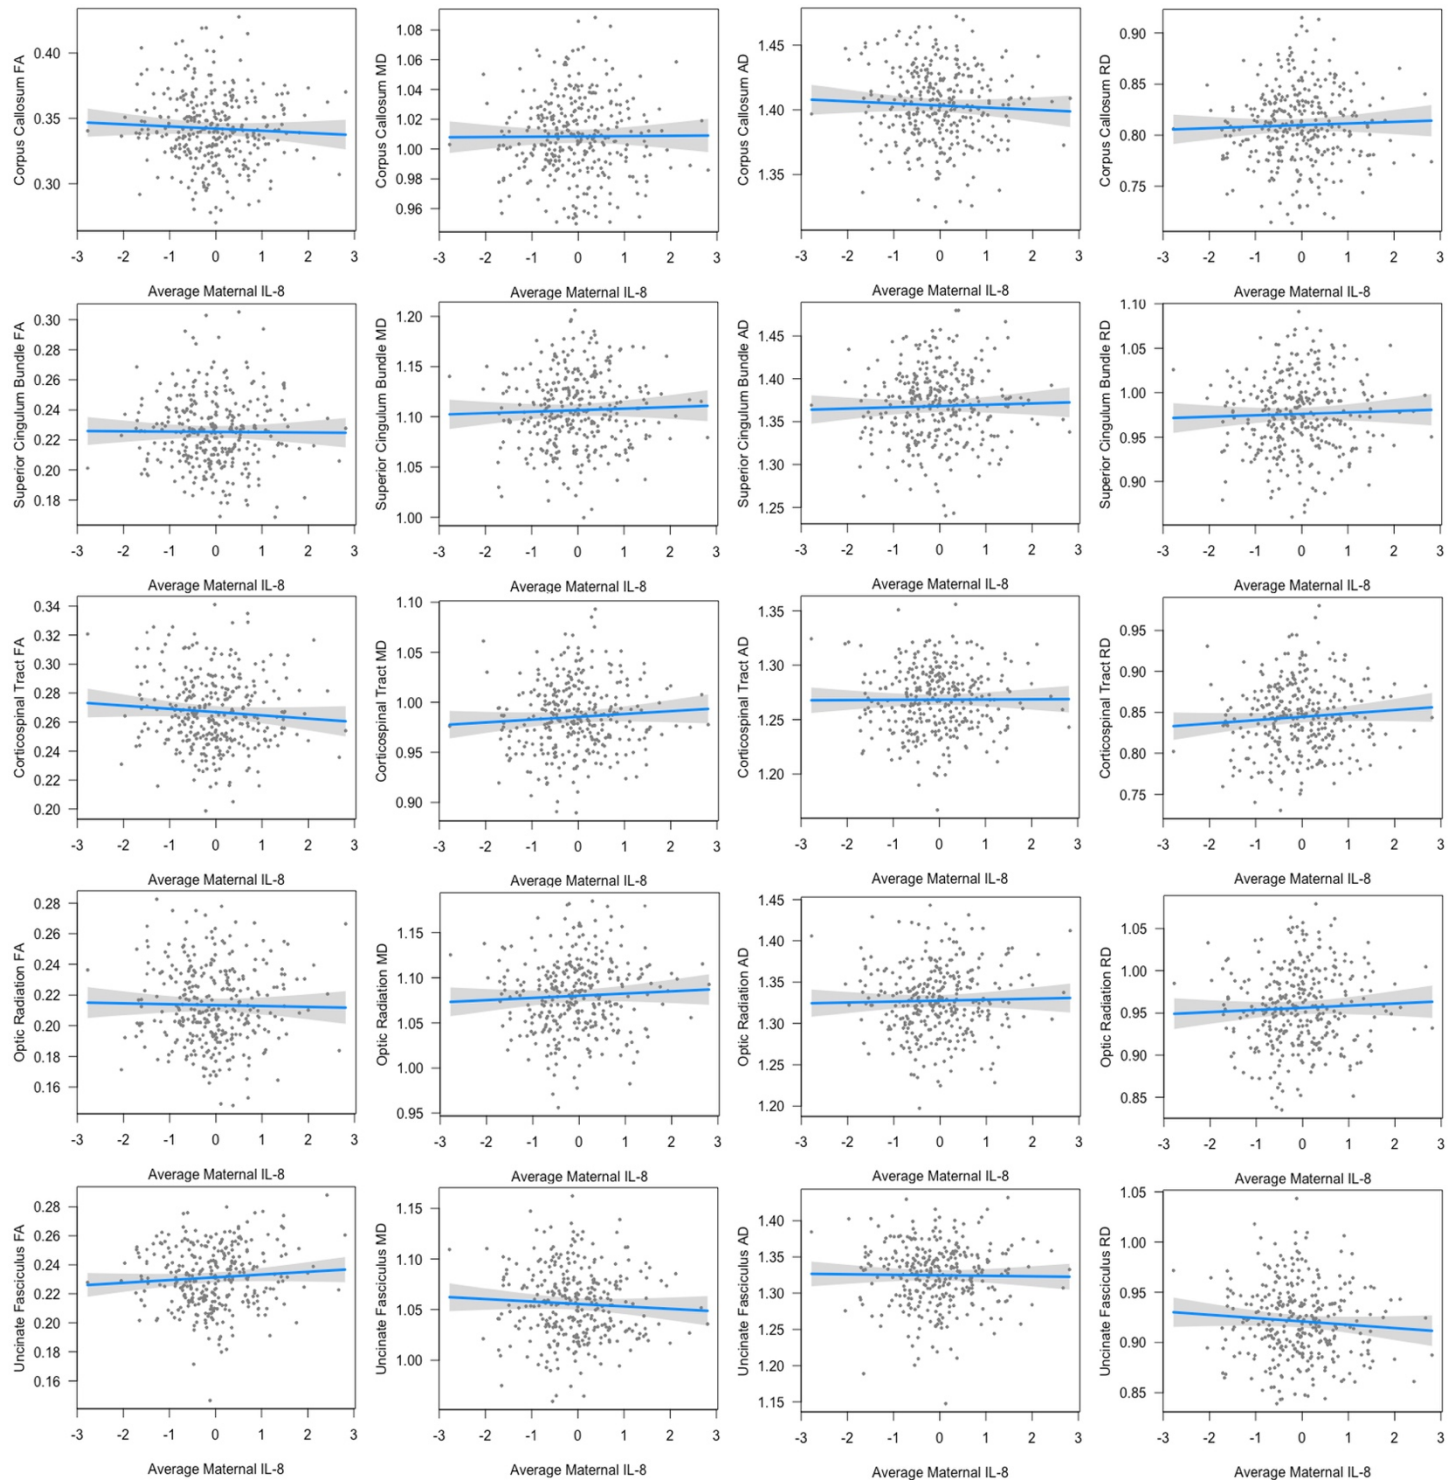 Corpus Callosum FA
0.40
0.35
0.30
-3 -2 -1 0 1 2 3
Average Maternal IL-8
Corpus Callosum MD
1.08
1.06
1.04
1.02
1.00
0.98
0.96
-3 -2 -1 0 1 2 3
Average Maternal IL-8
Corpus Callosum AD
1.45
1.40
1.35
-3 -2 -1 0 1 2 3
Average Maternal IL-8
Corpus Callosum RD
0.90
0.85
0.80
0.75
-3 -2 -1 0 1 2 3
Average Maternal IL-8
Superior Cingulum Bundle FA
0.30
0.28
0.26
0.24
0.22
0.20
0.18
-3 -2 -1 0 1 2 3
Average Maternal IL-8
Superior Cingulum Bundle MD
1.20
1.15
1.10
1.05
1.00
-3 -2 -1 0 1 2 3
Average Maternal IL-8
Superior Cingulum Bundle AD
1.45
1.40
1.35
1.30
1.25
-3 -2 -1 0 1 2 3
Average Maternal IL-8
Superior Cingulum Bundle RD
1.10
1.05
1.00
0.95
0.90
-3 -2 -1 0 1 2 3
Average Maternal IL-8
Corticospinal Tract FA
0.34
0.32
0.30
0.28
0.26
0.24
0.22
0.20
-3 -2 -1 0 1 2 3
Average Maternal IL-8
Corticospinal Tract MD
1.10
1.05
1.00
0.95
0.90
-3 -2 -1 0 1 2 3
Average Maternal IL-8
Corticospinal Tract AD
1.35
1.30
1.25
1.20
-3 -2 -1 0 1 2 3
Average Maternal IL-8
Corticospinal Tract RD
0.95
0.90
0.85
0.80
0.75
-3 -2 -1 0 1 2 3
Average Maternal IL-8
Optic Radiation FA
0.28
0.26
0.24
0.22
0.20
0.18
0.16
-3 -2 -1 0 1 2 3
Average Maternal IL-8
Optic Radiation MD
1.15
1.10
1.05
1.00
0.95
-3 -2 -1 0 1 2 3
Average Maternal IL-8
Optic Radiation AD
1.45
1.40
1.35
1.30
1.25
1.20
-3 -2 -1 0 1 2 3
Average Maternal IL-8
Optic Radiation RD
1.05
1.00
0.95
0.90
0.85
-3 -2 -1 0 1 2 3
Average Maternal IL-8
Uncinate Fasciculus FA
0.28
0.26
0.24
0.22
0.20
0.18
0.16
-3 -2 -1 0 1 2 3
Average Maternal IL-8
Uncinate Fasciculus MD
1.15
1.10
1.05
1.00
-3 -2 -1 0 1 2 3
Average Maternal IL-8
Uncinate Fasciculus AD
1.40
1.35
1.30
1.25
1.20
1.15
-3 -2 -1 0 1 2 3
Average Maternal IL-8
Uncinate Fasciculus RD
1.05
1.00
0.95
0.90
0.85
-3 -2 -1 0 1 2 3
Average Maternal IL-8